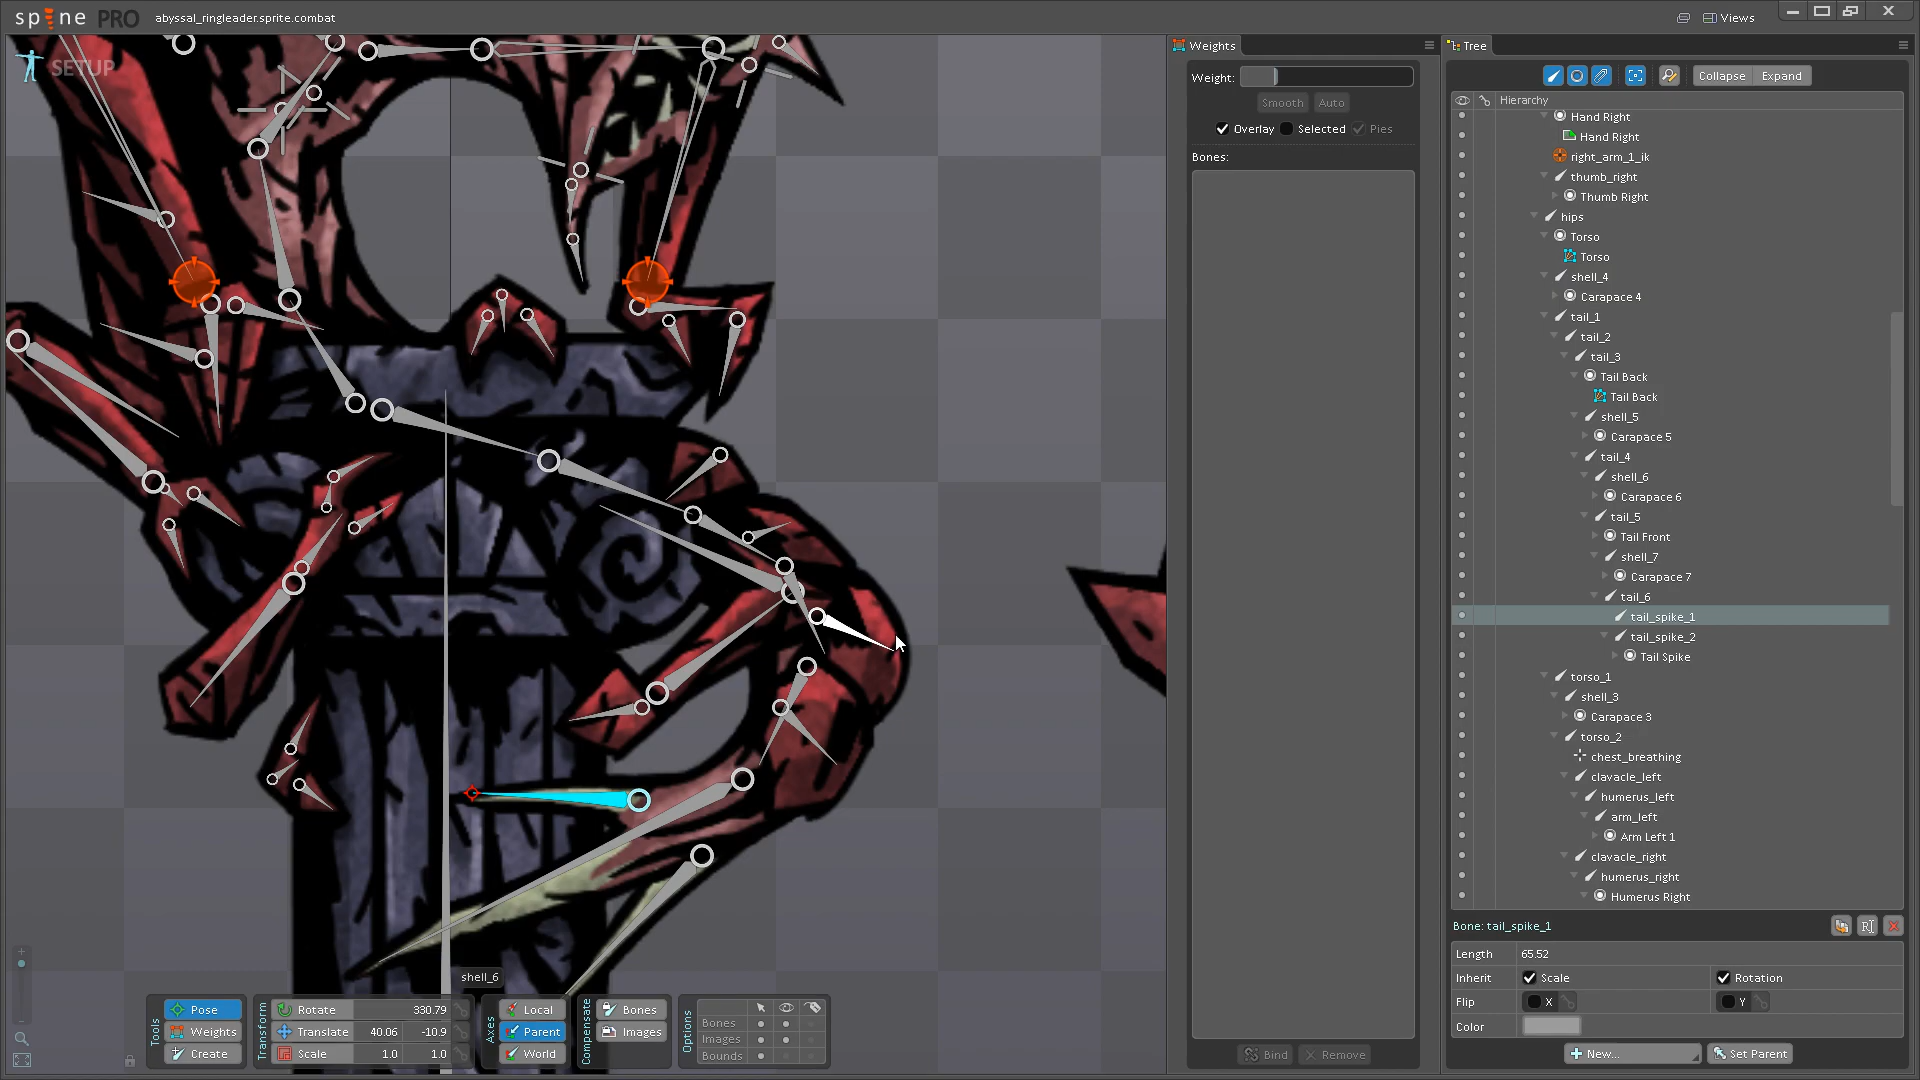 spine PRO abyssal_ringleader.sprite.combat
Views
SETUP
Weights
Weight:
Smooth Auto
Overlay Selected Pies
Bones:
Bind Remove
Tree
Collapse Expand
Hierarchy
Hand Right
Hand Right
right_arm_1_ik
thumb_right
Thumb Right
hips
Torso
Torso
shell_4
Carapace 4
tail_1
tail_2
tail_3
Tail Back
Tail Back
shell_5
Carapace 5
tail_4
shell_6
Carapace 6
tail_5
Tail Front
shell_7
Carapace 7
tail_6
tail_spike_1
tail_spike_2
Tail Spike
torso_1
shell_3
Carapace 3
torso_2
chest_breathing
clavacle_left
humerus_left
arm_left
Arm Left 1
clavacle_right
humerus_right
Humerus Right
Bone: tail_spike_1
Length 65.52
Inherit Scale Rotation
Flip X Y
Color
New... Set Parent
shell_6
Tools
Pose
Weights
Create
Transform
Rotate 330.79
Translate 40.06 -10.9
Scale 1.0 1.0
Axes
Local
Parent
World
Compensate
Bones
Images
Options
Bones
Images
Bounds